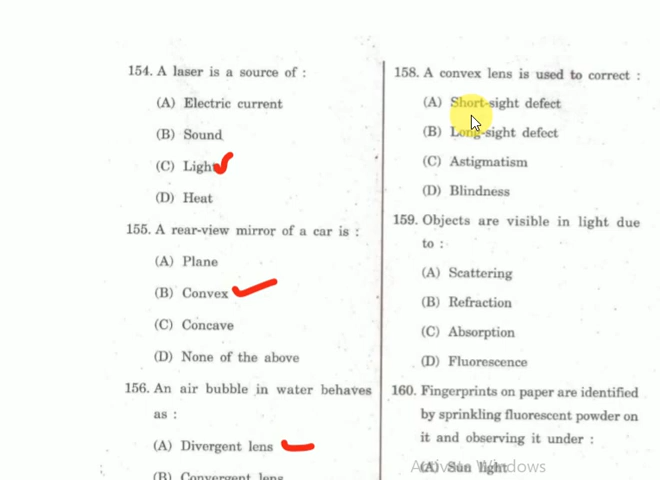 154. A laser is a source of :
(A) Electric current
(B) Sound
(C) Light
(D) Heat
155. A rear-view mirror of a car is :
(A) Plane
(B) Convex
(C) Concave
(D) None of the above
156. An air bubble in water behaves
as :
(A) Divergent lens
(B) Convergent lens
158. A convex lens is used to correct :
(A) Short-sight defect
(B) Long-sight defect
(C) Astigmatism
(D) Blindness
159. Objects are visible in light due
to :
(A) Scattering
(B) Refraction
(C) Absorption
(D) Fluorescence
160. Fingerprints on paper are identified
by sprinkling fluorescent powder on
it and observing it under :
(A) Sun light
Activate Windows